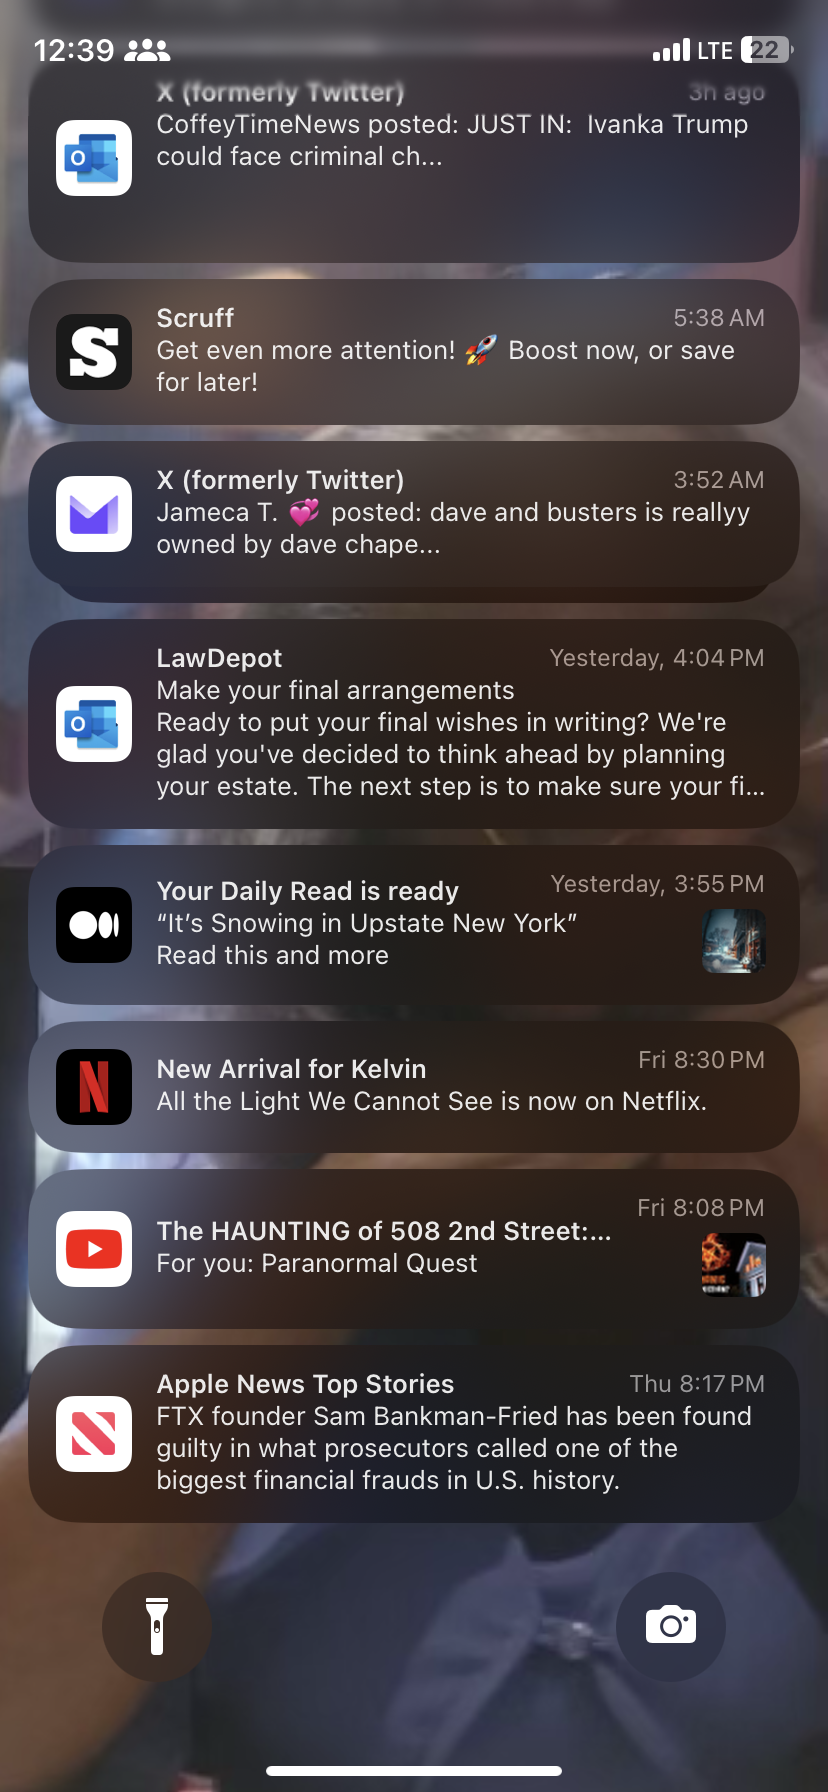 12:39 LTE 22
X (formerly Twitter) 3h ago
CoffeyTimeNews posted: JUST IN:  Ivanka Trump
could face criminal ch...
Scruff 5:38 AM
Get even more attention! 🚀 Boost now, or save
for later!
X (formerly Twitter) 3:52 AM
Jameca T. 💞 posted: dave and busters is reallyy
owned by dave chape...
LawDepot Yesterday, 4:04 PM
Make your final arrangements
Ready to put your final wishes in writing? We're
glad you've decided to think ahead by planning
your estate. The next step is to make sure your fi...
Your Daily Read is ready Yesterday, 3:55 PM
“It’s Snowing in Upstate New York”
Read this and more
New Arrival for Kelvin Fri 8:30 PM
All the Light We Cannot See is now on Netflix.
The HAUNTING of 508 2nd Street:... Fri 8:08 PM
For you: Paranormal Quest
Apple News Top Stories Thu 8:17 PM
FTX founder Sam Bankman-Fried has been found
guilty in what prosecutors called one of the
biggest financial frauds in U.S. history.